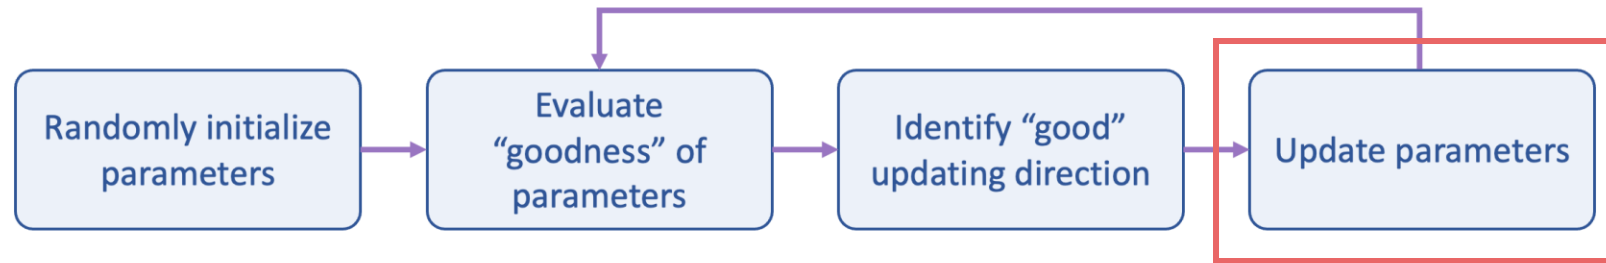 Randomly initialize
parameters
Evaluate
“goodness” of
parameters
Identify “good”
updating direction
Update parameters